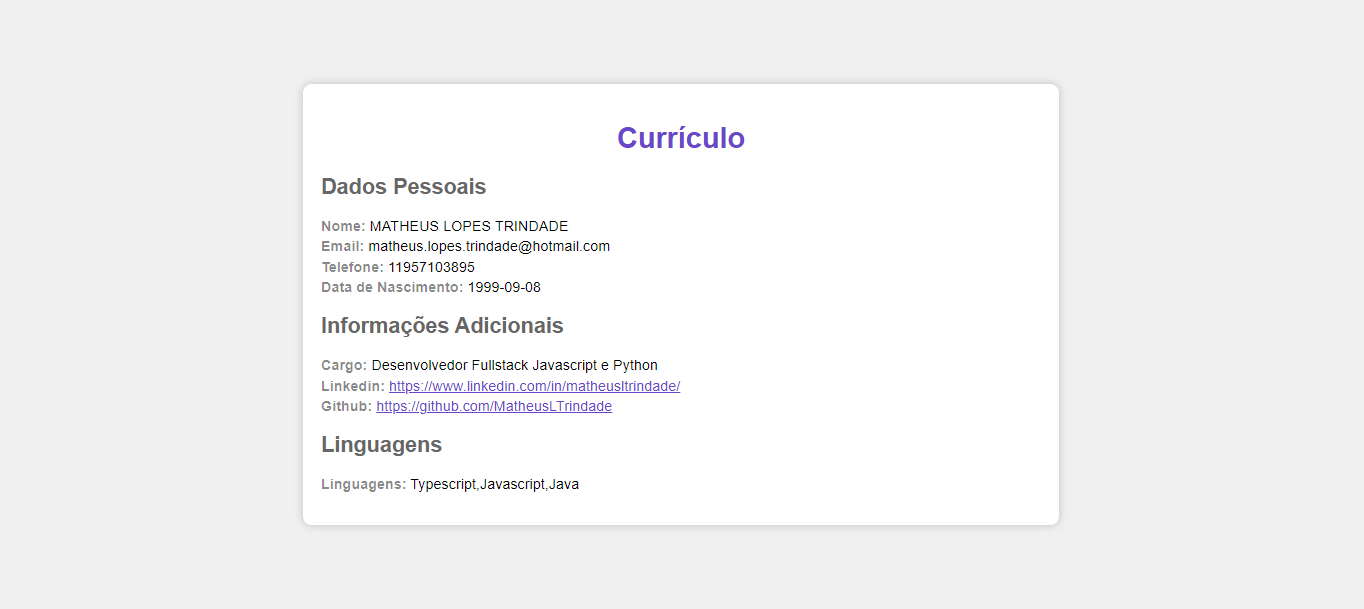 Currículo
Dados Pessoais
Nome: MATHEUS LOPES TRINDADE
Email: matheus.lopes.trindade@hotmail.com
Telefone: 11957103895
Data de Nascimento: 1999-09-08
Informações Adicionais
Cargo: Desenvolvedor Fullstack Javascript e Python
Linkedin: https://www.linkedin.com/in/matheusltrindade/
Github: https://github.com/MatheusLTrindade
Linguagens
Linguagens: Typescript,Javascript,Java